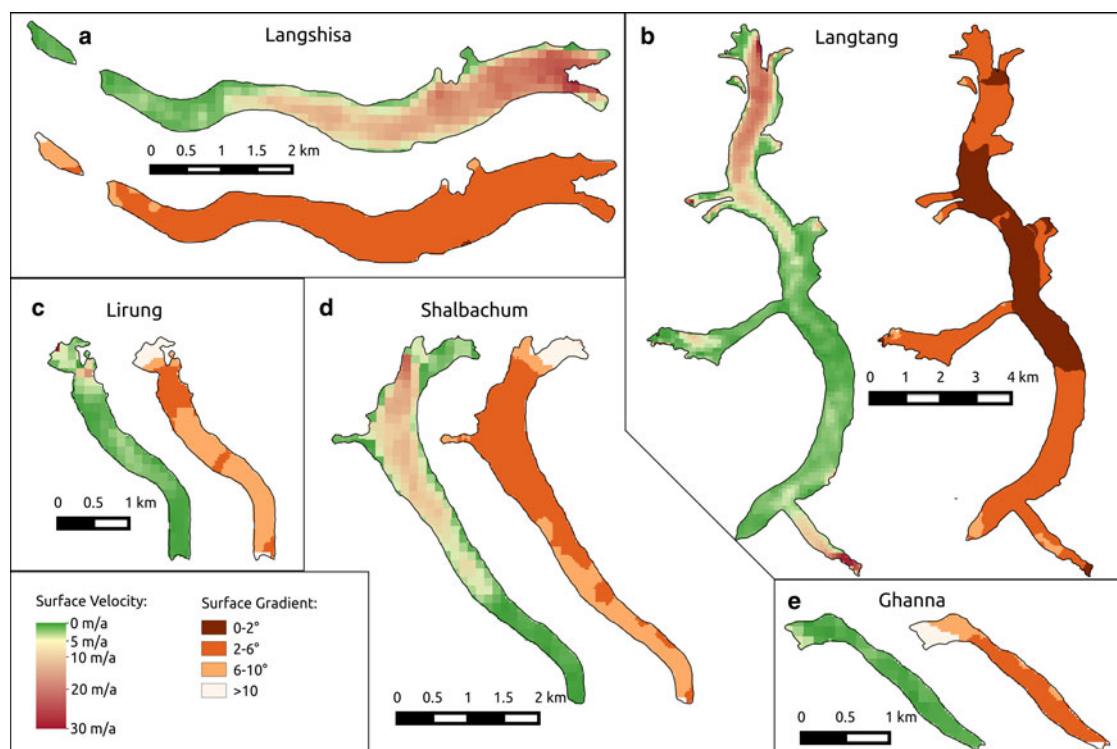 a
Langshisa
0 0.5 1 1.5 2 km
b
Langtang
0 1 2 3 4 km
c
Lirung
0 0.5 1 km
d
Shalbachum
0 0.5 1 1.5 2 km
Surface Velocity:
0 m/a
5 m/a
10 m/a
20 m/a
30 m/a
Surface Gradient:
0-2°
2-6°
6-10°
>10
e
Ghanna
0 0.5 1 km